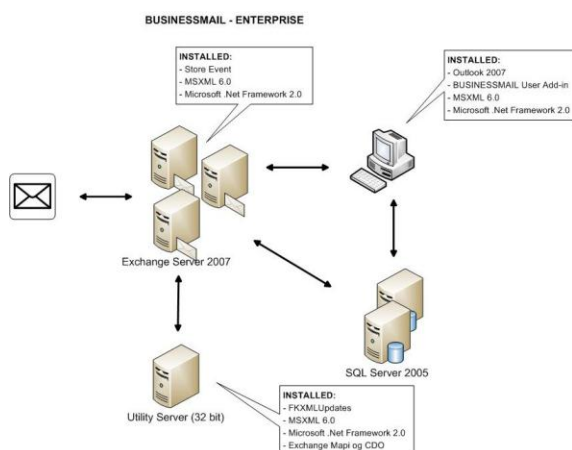 BUSINESSMAIL - ENTERPRISE
INSTALLED:
- Store Event
- MSXML 6.0
- Microsoft .Net Framework 2.0
INSTALLED:
- Outlook 2007
- BUSINESSMAIL User Add-in
- MSXML 6.0
- Microsoft .Net Framework 2.0
Exchange Server 2007
SQL Server 2005
Utility Server (32 bit)
INSTALLED:
- FKXMLUpdates
- MSXML 6.0
- Microsoft .Net Framework 2.0
- Exchange Mapi og CDO